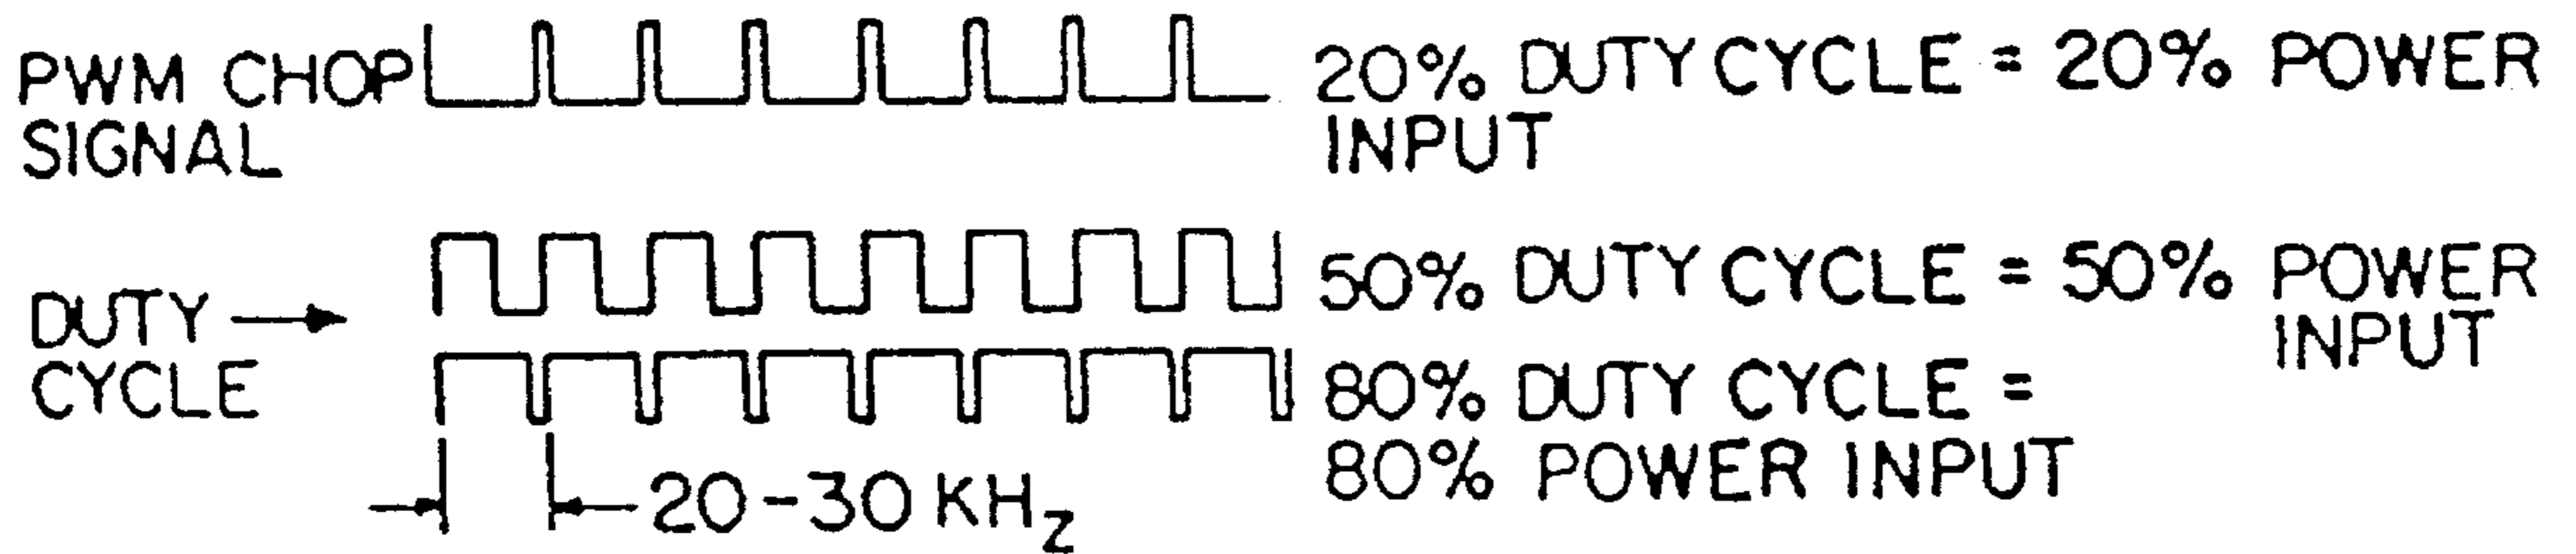 PWM CHOP
SIGNAL
20% DUTY CYCLE = 20% POWER
INPUT
DUTY
CYCLE
50% DUTY CYCLE = 50% POWER
INPUT
80% DUTY CYCLE =
80% POWER INPUT
20-30 KHz